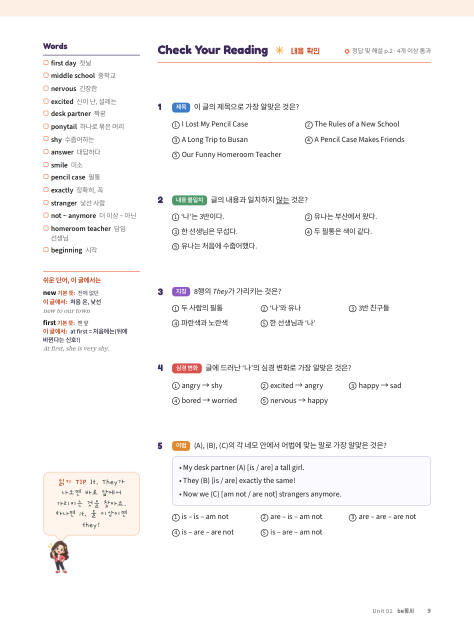 Words
first day 첫날
middle school 중학교
nervous 긴장한
excited 신이 난, 설레는
desk partner 짝꿍
ponytail 하나로 묶은 머리
shy 수줍어하는
answer 대답하다
smile 미소
pencil case 필통
exactly 정확히, 꼭
stranger 낯선 사람
not ~ anymore 더 이상 ~ 아닌
homeroom teacher 담임
선생님
beginning 시작
쉬운 단어, 이 글에서는
new 기본 뜻: 전에 없던
이 글에서: 처음 온, 낯선
new to our town
first 기본 뜻: 맨 앞
이 글에서: at first = 처음에는(뒤에
바뀐다는 신호!)
At first, she is very shy.
읽기 TIP It, They가
나오면 바로 앞에서
가리키는 것을 찾아요.
하나면 it, 둘 이상이면
they!
Check Your Reading 내용 확인
정답 및 해설 p.2 · 4개 이상 통과
1 제목 이 글의 제목으로 가장 알맞은 것은?
① I Lost My Pencil Case ② The Rules of a New School
③ A Long Trip to Busan ④ A Pencil Case Makes Friends
⑤ Our Funny Homeroom Teacher
2 내용 불일치 글의 내용과 일치하지 않는 것은?
① ‘나’는 3반이다. ② 유나는 부산에서 왔다.
③ 한 선생님은 무섭다. ④ 두 필통은 색이 같다.
⑤ 유나는 처음에 수줍어했다.
3 지칭 8행의 They가 가리키는 것은?
① 두 사람의 필통 ② ‘나’와 유나 ③ 3반 친구들
④ 파란색과 노란색 ⑤ 한 선생님과 ‘나’
4 심경 변화 글에 드러난 ‘나’의 심경 변화로 가장 알맞은 것은?
① angry → shy ② excited → angry ③ happy → sad
④ bored → worried ⑤ nervous → happy
5 어법 (A), (B), (C)의 각 네모 안에서 어법에 맞는 말로 가장 알맞은 것은?
• My desk partner (A) [is / are] a tall girl.
• They (B) [is / are] exactly the same!
• Now we (C) [am not / are not] strangers anymore.
① is – is – am not ② are – is – am not ③ are – are – are not
④ is – are – are not ⑤ is – are – am not
Unit 01 be동사 9